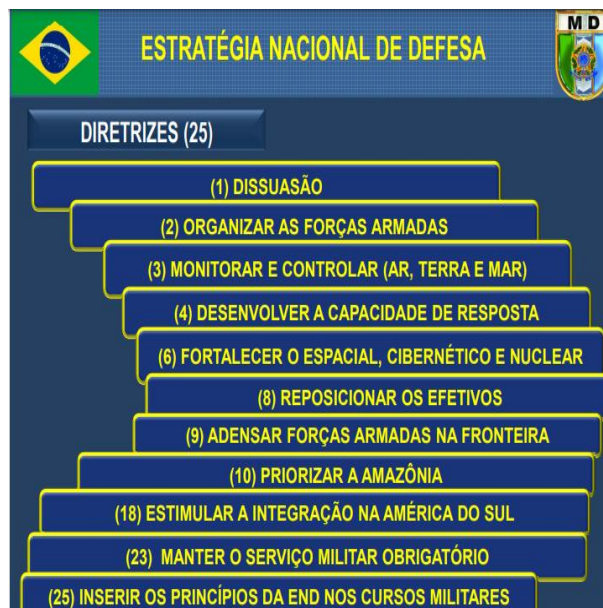 ESTRATÉGIA NACIONAL DE DEFESA
M D
DIRETRIZES (25)
(1) DISSUASÃO
(2) ORGANIZAR AS FORÇAS ARMADAS
(3) MONITORAR E CONTROLAR (AR, TERRA E MAR)
(4) DESENVOLVER A CAPACIDADE DE RESPOSTA
(6) FORTALECER O ESPACIAL, CIBERNÉTICO E NUCLEAR
(8) REPOSICIONAR OS EFETIVOS
(9) ADENSAR FORÇAS ARMADAS NA FRONTEIRA
(10) PRIORIZAR A AMAZÔNIA
(18) ESTIMULAR A INTEGRAÇÃO NA AMÉRICA DO SUL
(23) MANTER O SERVIÇO MILITAR OBRIGATÓRIO
(25) INSERIR OS PRINCÍPIOS DA END NOS CURSOS MILITARES